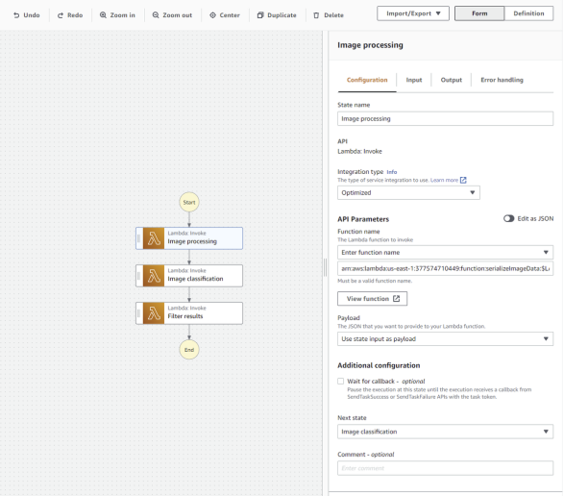 Undo
Redo
Zoom in
Zoom out
Center
Duplicate
Delete
Import/Export
Form
Definition
Start
Lambda: Invoke
Image processing
Lambda: Invoke
Image classification
Lambda: Invoke
Filter results
End
Image processing
Configuration
Input
Output
Error handling
State name
Image processing
API
Lambda: Invoke
Integration type Info
The type of service integration to use. Learn more
Optimized
API Parameters
Edit as JSON
Function name
The Lambda function to invoke
Enter function name
arn:aws:lambda:us-east-1:377574710449:function:serializeImageData:$L
Must be a valid function name.
View function
Payload
The JSON that you want to provide to your Lambda function.
Use state input as payload
Additional configuration
Wait for callback - optional
Pause the execution at this state until the execution receives a callback from
SendTaskSuccess or SendTaskFailure APIs with the task token.
Next state
Image classification
Comment - optional
Enter comment